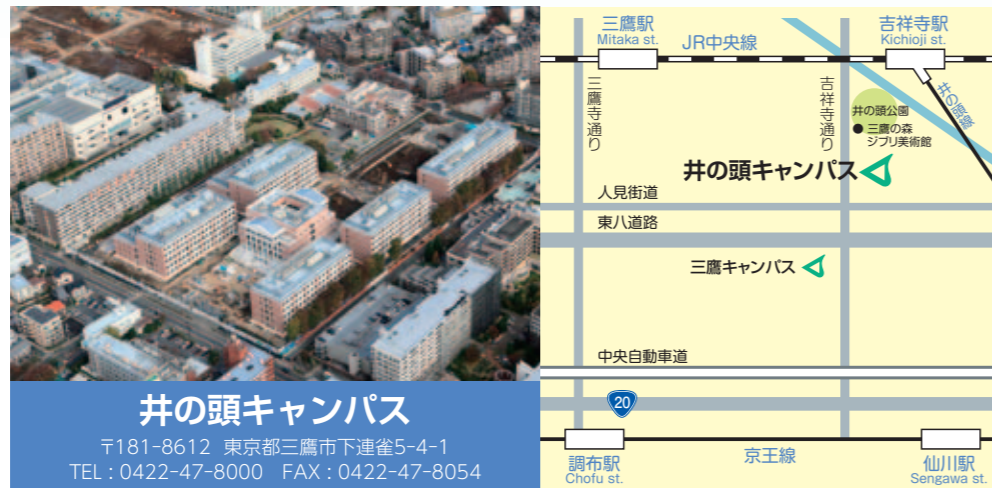 三鷹駅
Mitaka st.
JR中央線
吉祥寺駅
Kichioji st.
三鷹寺通り
吉祥寺通り
井の頭線
井の頭公園
三鷹の森
ジブリ美術館
井の頭キャンパス
人見街道
東八道路
三鷹キャンパス
中央自動車道
20
調布駅
Chofu st.
京王線
仙川駅
Sengawa st.
井の頭キャンパス
〒181-8612 東京都三鷹市下連雀5-4-1
TEL : 0422-47-8000 FAX : 0422-47-8054